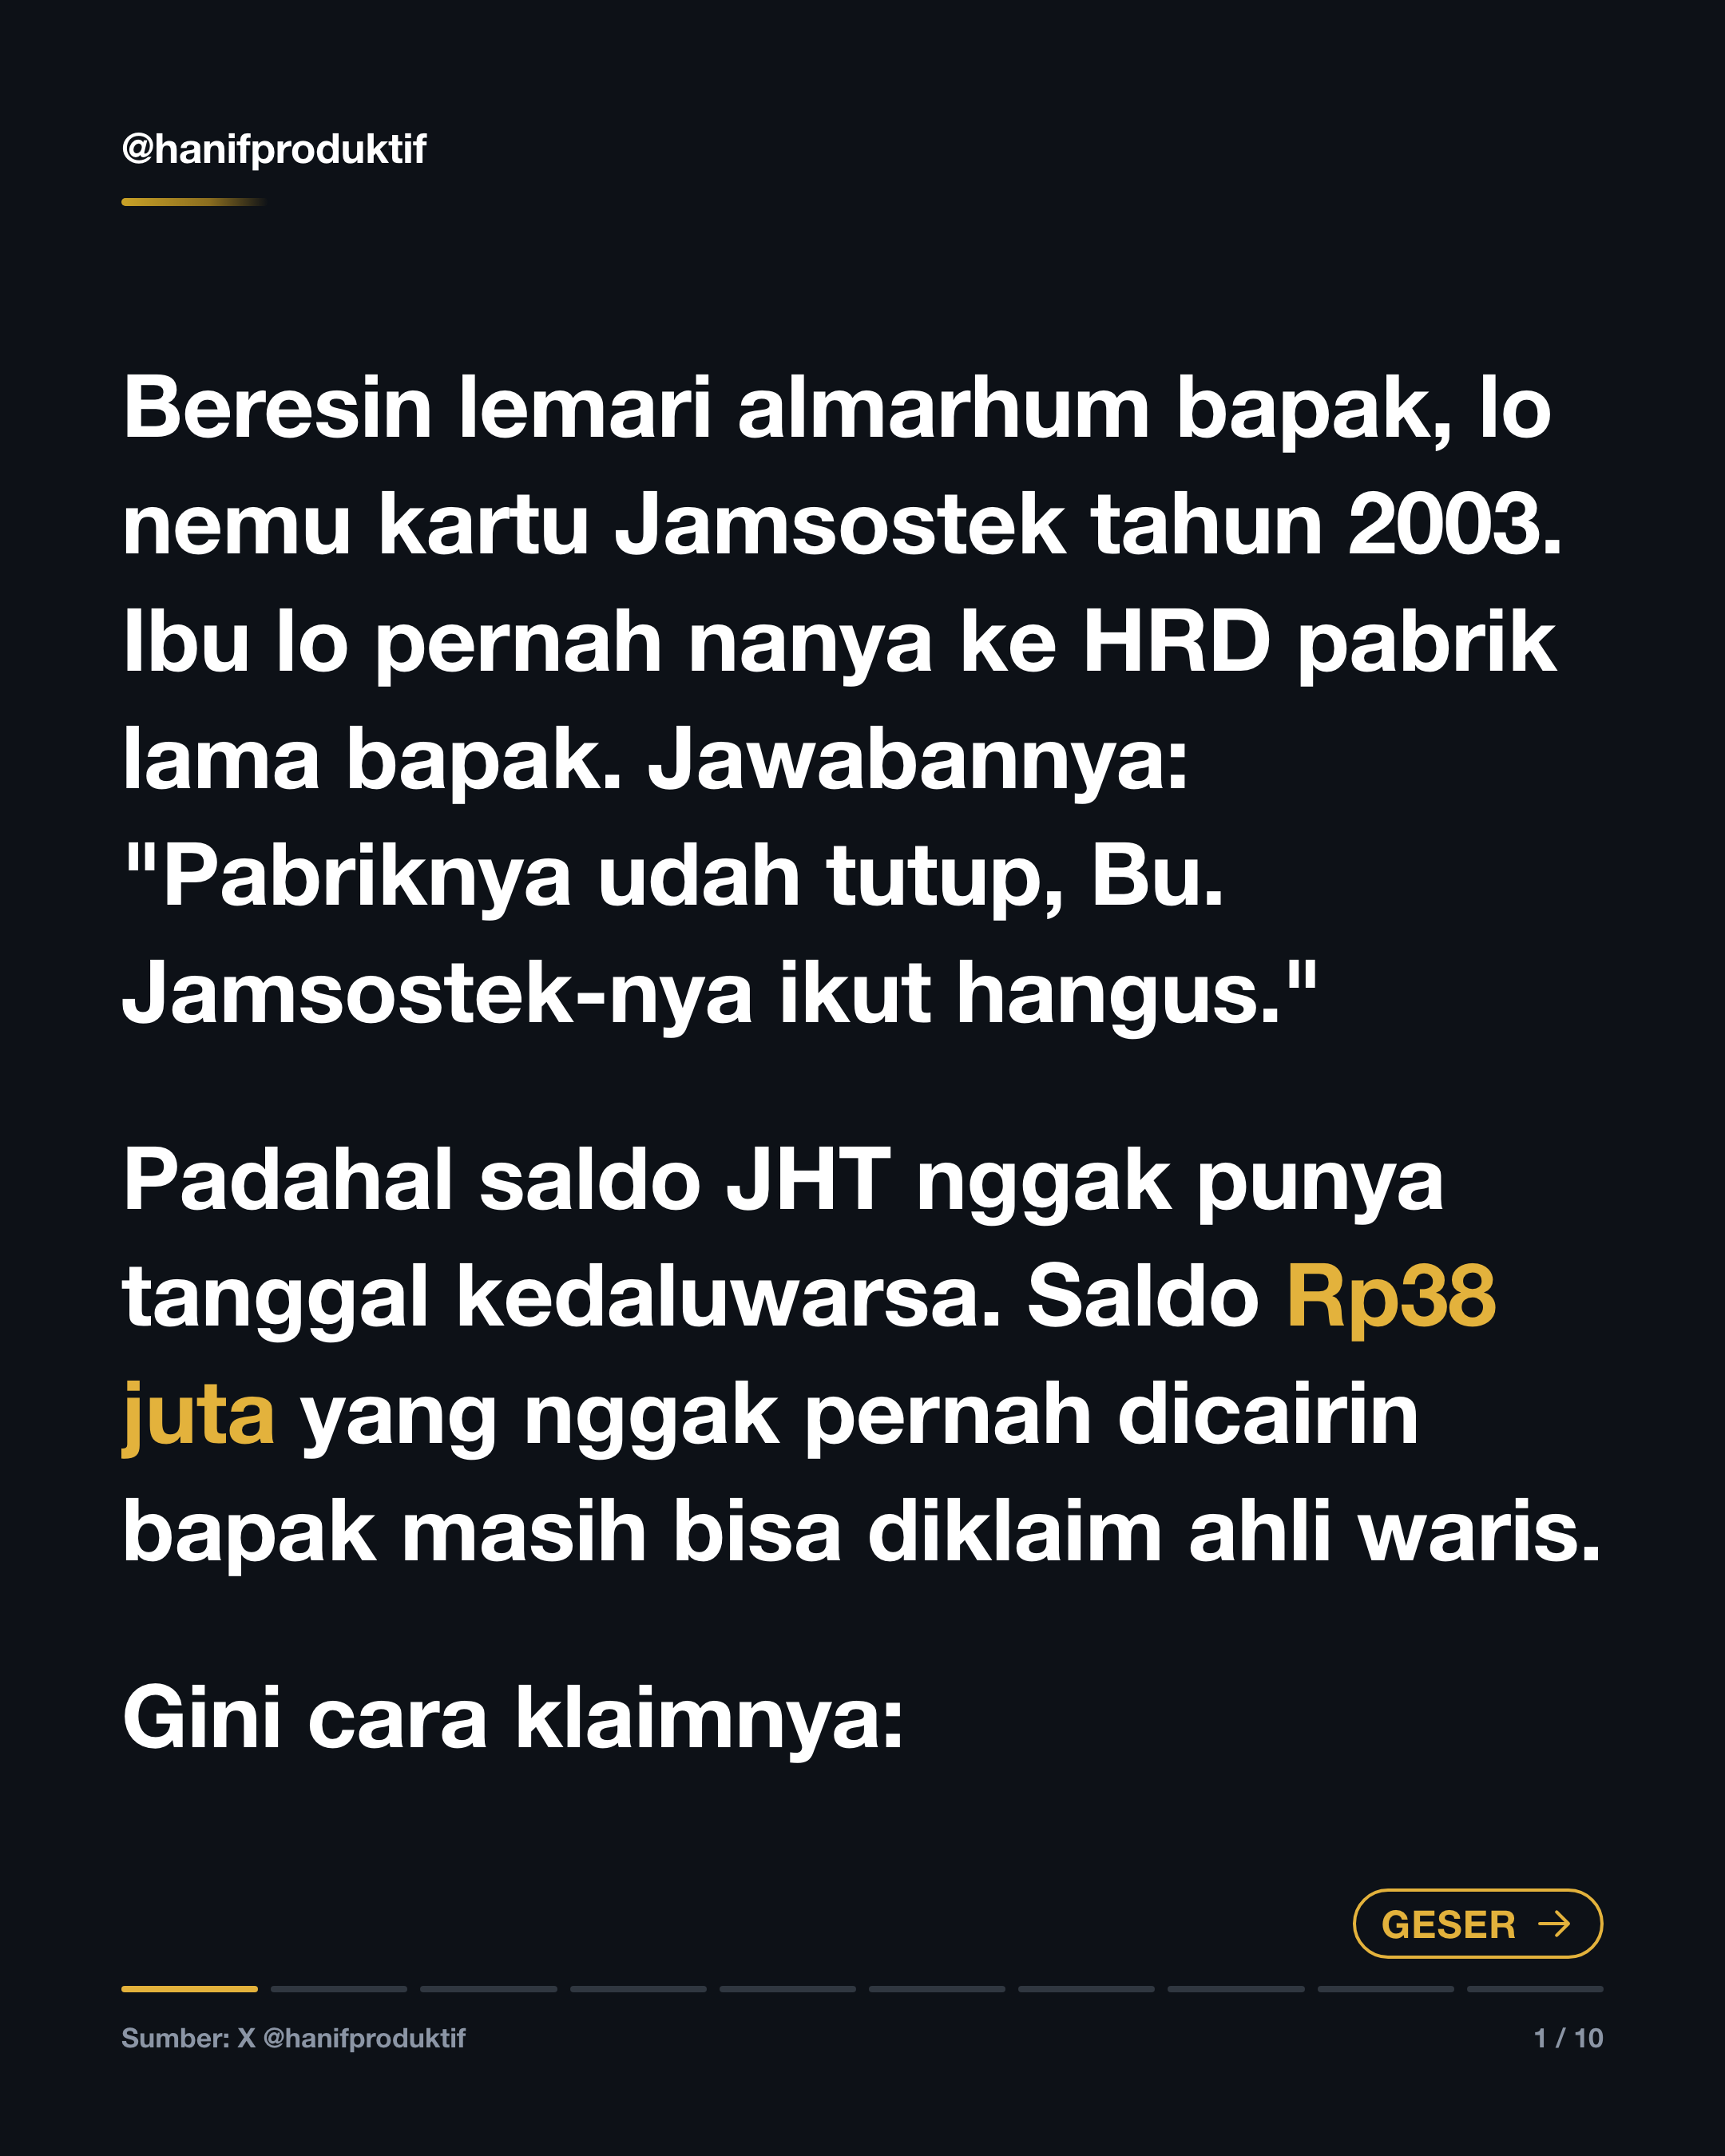 @hanifproduktif
Beresin lemari almarhum bapak, lo
nemu kartu Jamsostek tahun 2003.
Ibu lo pernah nanya ke HRD pabrik
lama bapak. Jawabannya:
"Pabriknya udah tutup, Bu.
Jamsostek-nya ikut hangus."
Padahal saldo JHT nggak punya
tanggal kedaluwarsa. Saldo Rp38
juta yang nggak pernah dicairin
bapak masih bisa diklaim ahli waris.
Gini cara klaimnya:
GESER →
Sumber: X @hanifproduktif
1 / 10